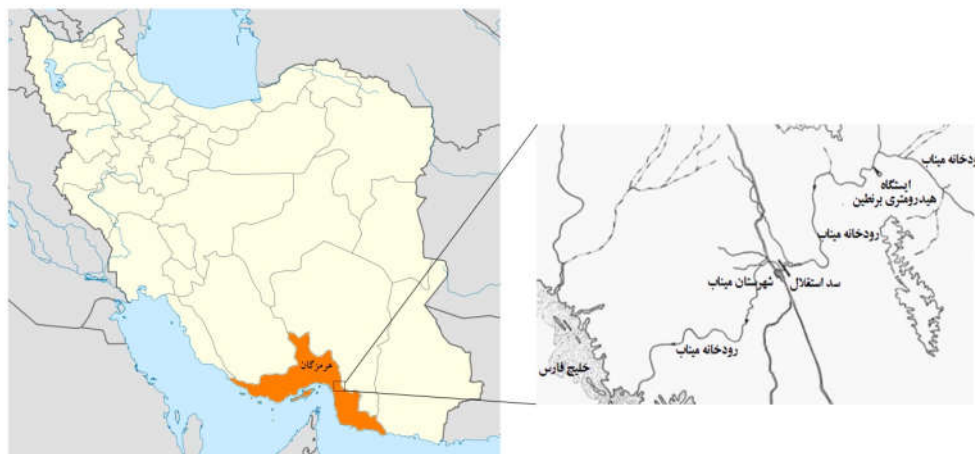 هرمزگان
رودخانه میناب
ایستگاه
هیدرومتری برنطین
رودخانه میناب
سد استقلال
شهرستان میناب
رودخانه میناب
خلیج فارس